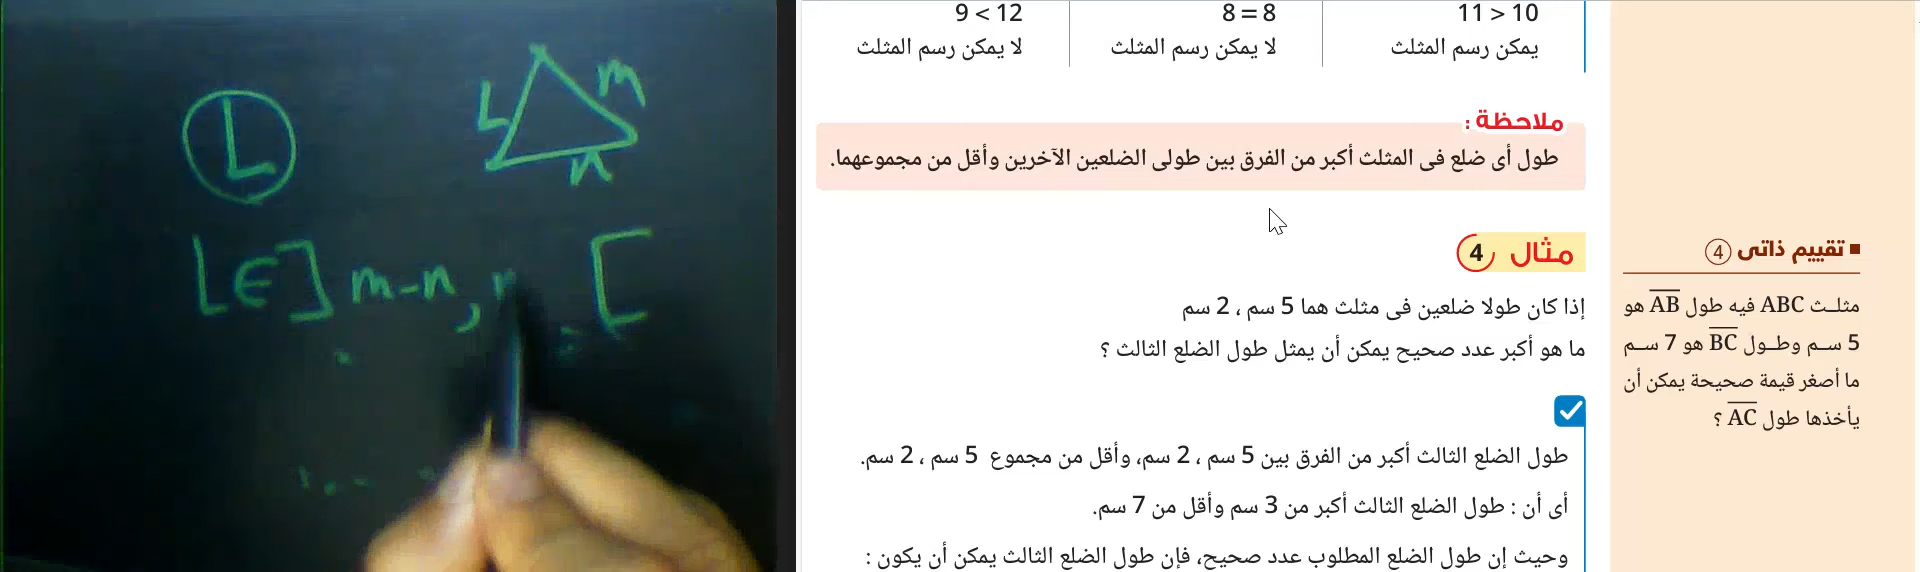 L
L
m
n
L ∈ ] m-n, [
11 > 10
8 = 8
9 < 12
يمكن رسم المثلث
لا يمكن رسم المثلث
لا يمكن رسم المثلث
ملاحظة :
طول أى ضلع فى المثلث أكبر من الفرق بين طولى الضلعين الآخرين وأقل من مجموعهما.
مثال 4
إذا كان طولا ضلعين فى مثلث هما 5 سم ، 2 سم
ما هو أكبر عدد صحيح يمكن أن يمثل طول الضلع الثالث ؟
طول الضلع الثالث أكبر من الفرق بين 5 سم ، 2 سم، وأقل من مجموع 5 سم ، 2 سم.
أى أن : طول الضلع الثالث أكبر من 3 سم وأقل من 7 سم.
وحيث إن طول الضلع المطلوب عدد صحيح، فإن طول الضلع الثالث يمكن أن يكون :
تقييم ذاتى 4
مثلـث ABC فيه طول AB هو
5 سـم وطـول BC هو 7 سـم
ما أصغر قيمة صحيحة يمكن أن
يأخذها طول AC ؟